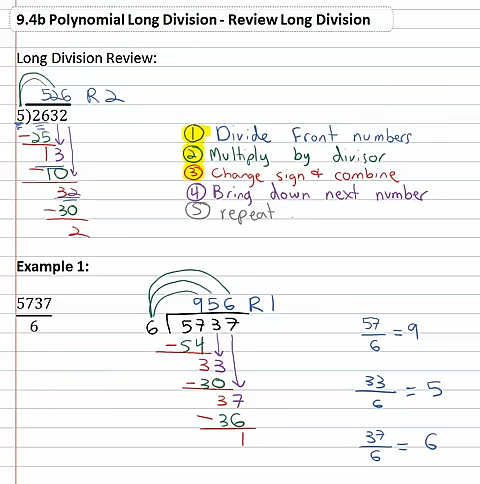 9.4b Polynomial Long Division - Review Long Division
Long Division Review:
526 R2
5)2632
-25
13
-10
32
-30
2
① Divide Front numbers
② Multiply by divisor
③ Change sign & combine
④ Bring down next number
⑤ repeat.
Example 1:
5737
6
956 R1
6 5737
-54
33
-30
37
-36
1
57/6 = 9
33/6 = 5
37/6 = 6